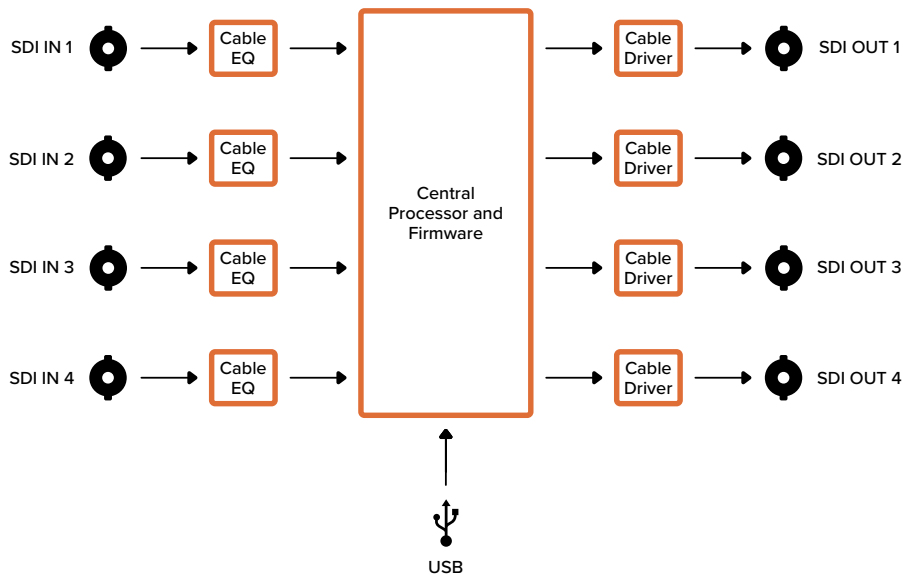 SDI IN 1
Cable
EQ
Cable
Driver
SDI OUT 1
SDI IN 2
Cable
EQ
Cable
Driver
SDI OUT 2
Central
Processor and
Firmware
SDI IN 3
Cable
EQ
Cable
Driver
SDI OUT 3
SDI IN 4
Cable
EQ
Cable
Driver
SDI OUT 4
USB